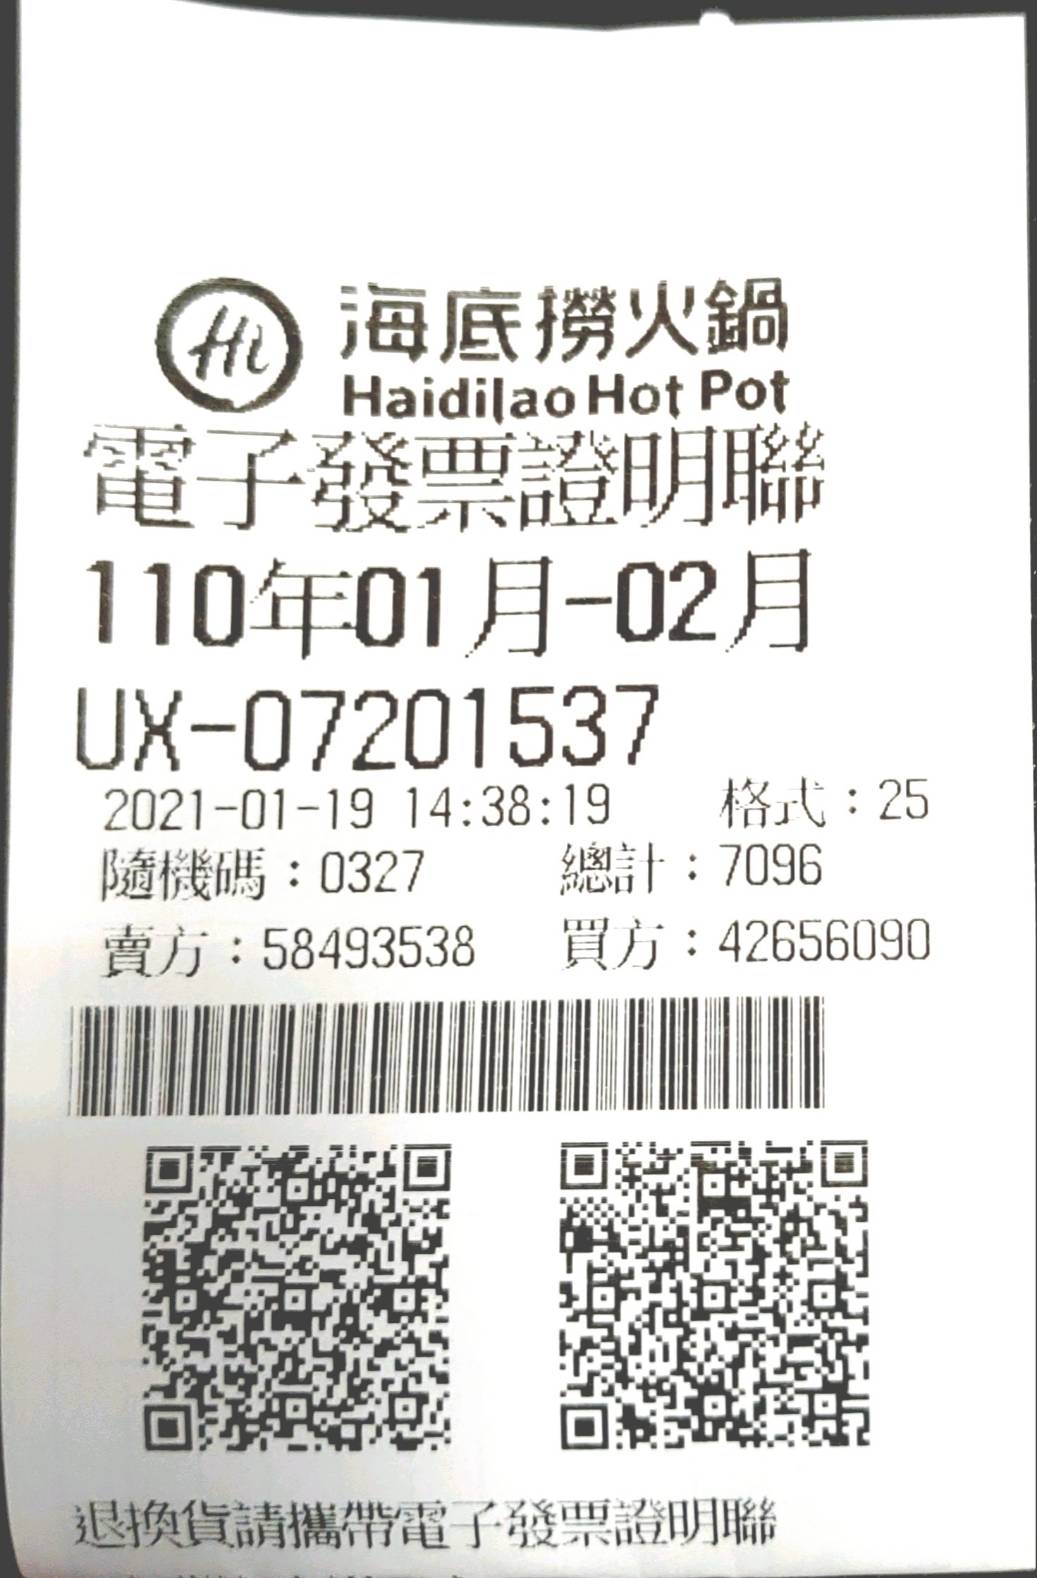 Hi
海底撈火鍋
Haidilao Hot Pot
電子發票證明聯
110年01月-02月
UX-07201537
2021-01-19 14:38:19 格式：25
隨機碼：0327 總計：7096
賣方：58493538 買方：42656090
退換貨請攜帶電子發票證明聯